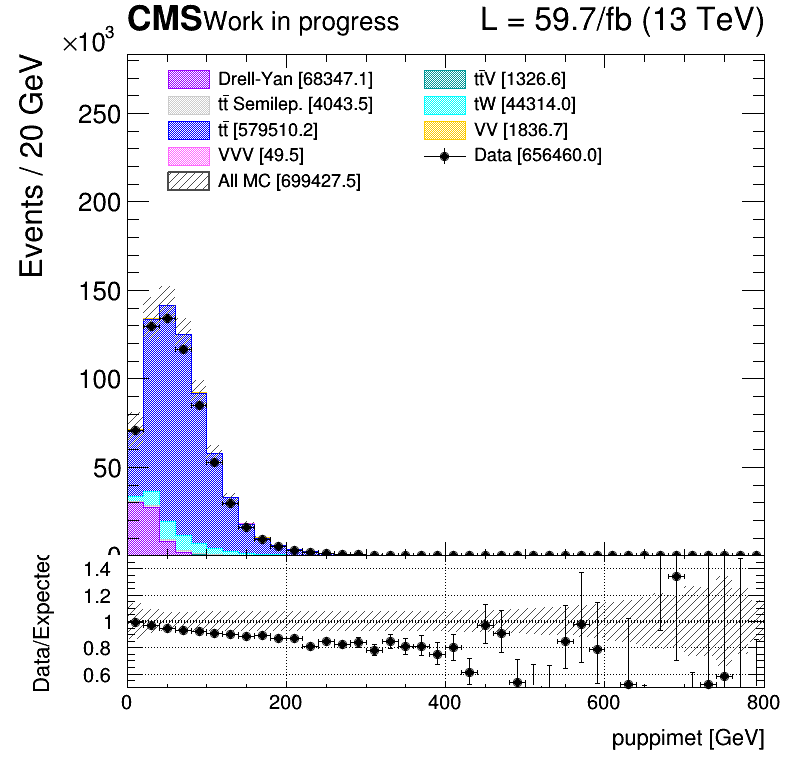 CMS Work in progress L = 59.7/fb (13 TeV)
×10³
Events / 20 GeV
250
200
150
100
50
0
Drell-Yan [68347.1]
tt̄ Semilep. [4043.5]
tt̄ [579510.2]
VVV [49.5]
All MC [699427.5]
tt̄V [1326.6]
tW [44314.0]
VV [1836.7]
Data [656460.0]
Data/Expected
1.4
1.2
1
0.8
0.6
0 200 400 600 800
puppimet [GeV]